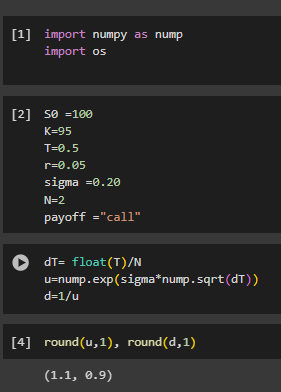 [1] import numpy as nump
import os
[2] S0 =100
K=95
T=0.5
r=0.05
sigma =0.20
N=2
payoff ="call"
dT= float(T)/N
u=nump.exp(sigma*nump.sqrt(dT))
d=1/u
[4] round(u,1), round(d,1)
(1.1, 0.9)